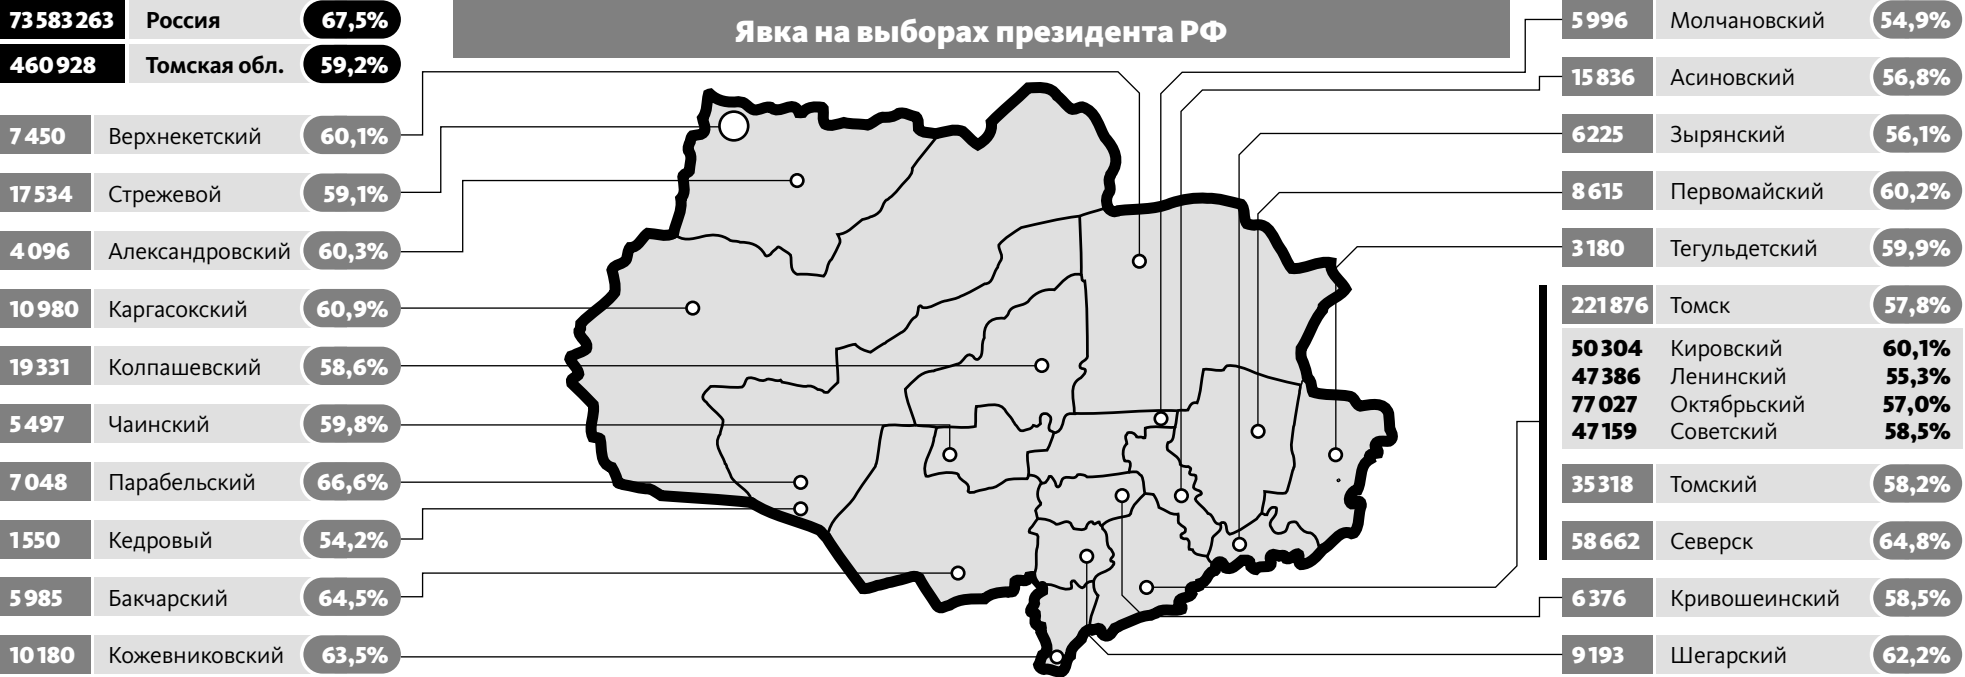 Явка на выборах президента РФ
73 583 263 Россия 67,5%
460 928 Томская обл. 59,2%
7 450 Верхнекетский 60,1%
17 534 Стрежевой 59,1%
4 096 Александровский 60,3%
10 980 Каргасокский 60,9%
19 331 Колпашевский 58,6%
5 497 Чаинский 59,8%
7 048 Парабельский 66,6%
1 550 Кедровый 54,2%
5 985 Бакчарский 64,5%
10 180 Кожевниковский 63,5%
5 996 Молчановский 54,9%
15 836 Асиновский 56,8%
6 225 Зырянский 56,1%
8 615 Первомайский 60,2%
3 180 Тегульдетский 59,9%
221 876 Томск 57,8%
50 304 Кировский 60,1%
47 386 Ленинский 55,3%
77 027 Октябрьский 57,0%
47 159 Советский 58,5%
35 318 Томский 58,2%
58 662 Северск 64,8%
6 376 Кривошеинский 58,5%
9 193 Шегарский 62,2%